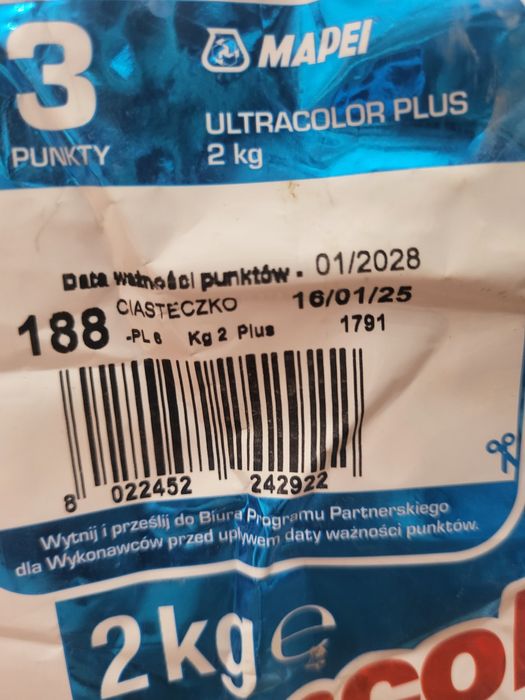 3
PUNKTY
MAPEI
ULTRACOLOR PLUS
2 kg
Data ważności punktów. 01/2028
CIASTECZKO 16/01/25
188 -PL 6 Kg 2 Plus 1791
8 022452 242922
Wytnij i prześlij do Biura Programu Partnerskiego
dla Wykonawców przed upływem daty ważności punktów.
2 kg e